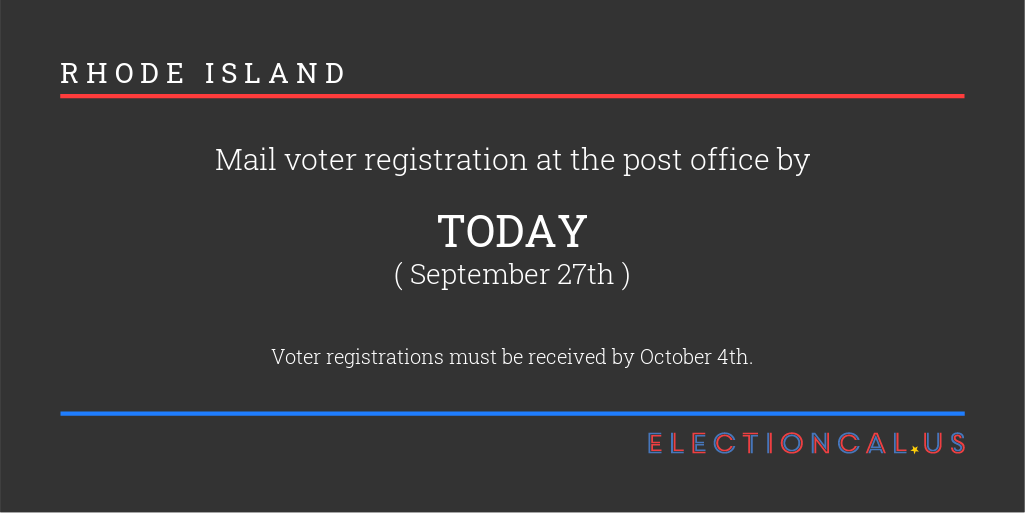 RHODE ISLAND
Mail voter registration at the post office by
TODAY
( September 27th )
Voter registrations must be received by October 4th.
ELECTIONCAL.US